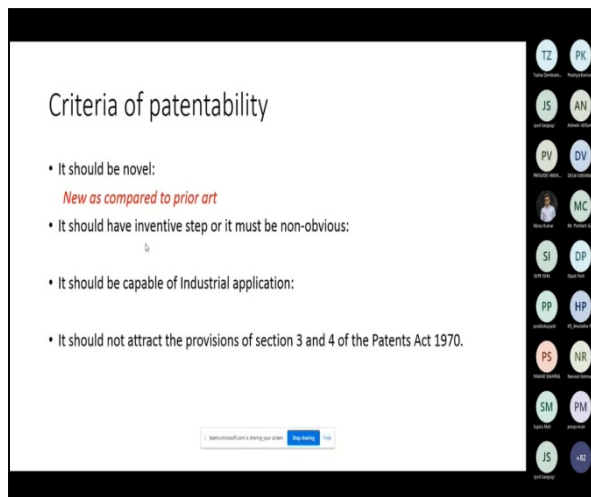 Criteria of patentability
• It should be novel:
New as compared to prior art
• It should have inventive step or it must be non-obvious:
• It should be capable of Industrial application:
• It should not attract the provisions of section 3 and 4 of the Patents Act 1970.
teams.microsoft.com is sharing your screen. Stop sharing Hide
TZ PK
JS AN
PV DV
MC
Menu Kumar
SI DP
PP HP
PS NR
SM PM
JS +82